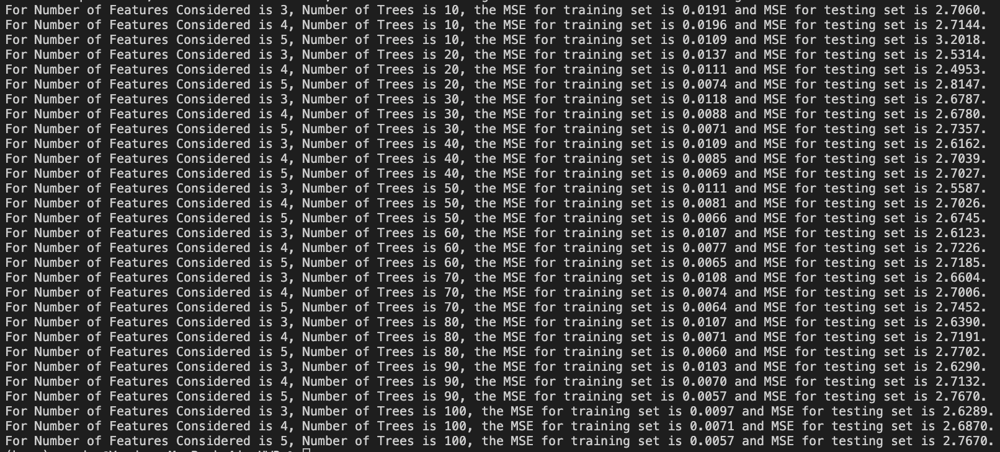 For Number of Features Considered is 3, Number of Trees is 10, the MSE for training set is 0.0191 and MSE for testing set is 2.7060.
For Number of Features Considered is 4, Number of Trees is 10, the MSE for training set is 0.0196 and MSE for testing set is 2.7144.
For Number of Features Considered is 5, Number of Trees is 10, the MSE for training set is 0.0109 and MSE for testing set is 3.2018.
For Number of Features Considered is 3, Number of Trees is 20, the MSE for training set is 0.0137 and MSE for testing set is 2.5314.
For Number of Features Considered is 4, Number of Trees is 20, the MSE for training set is 0.0111 and MSE for testing set is 2.4953.
For Number of Features Considered is 5, Number of Trees is 20, the MSE for training set is 0.0074 and MSE for testing set is 2.8147.
For Number of Features Considered is 3, Number of Trees is 30, the MSE for training set is 0.0118 and MSE for testing set is 2.6787.
For Number of Features Considered is 4, Number of Trees is 30, the MSE for training set is 0.0088 and MSE for testing set is 2.6780.
For Number of Features Considered is 5, Number of Trees is 30, the MSE for training set is 0.0071 and MSE for testing set is 2.7357.
For Number of Features Considered is 3, Number of Trees is 40, the MSE for training set is 0.0109 and MSE for testing set is 2.6162.
For Number of Features Considered is 4, Number of Trees is 40, the MSE for training set is 0.0085 and MSE for testing set is 2.7039.
For Number of Features Considered is 5, Number of Trees is 40, the MSE for training set is 0.0069 and MSE for testing set is 2.7027.
For Number of Features Considered is 3, Number of Trees is 50, the MSE for training set is 0.0111 and MSE for testing set is 2.5587.
For Number of Features Considered is 4, Number of Trees is 50, the MSE for training set is 0.0081 and MSE for testing set is 2.7026.
For Number of Features Considered is 5, Number of Trees is 50, the MSE for training set is 0.0066 and MSE for testing set is 2.6745.
For Number of Features Considered is 3, Number of Trees is 60, the MSE for training set is 0.0107 and MSE for testing set is 2.6123.
For Number of Features Considered is 4, Number of Trees is 60, the MSE for training set is 0.0077 and MSE for testing set is 2.7226.
For Number of Features Considered is 5, Number of Trees is 60, the MSE for training set is 0.0065 and MSE for testing set is 2.7185.
For Number of Features Considered is 3, Number of Trees is 70, the MSE for training set is 0.0108 and MSE for testing set is 2.6604.
For Number of Features Considered is 4, Number of Trees is 70, the MSE for training set is 0.0074 and MSE for testing set is 2.7006.
For Number of Features Considered is 5, Number of Trees is 70, the MSE for training set is 0.0064 and MSE for testing set is 2.7452.
For Number of Features Considered is 3, Number of Trees is 80, the MSE for training set is 0.0107 and MSE for testing set is 2.6390.
For Number of Features Considered is 4, Number of Trees is 80, the MSE for training set is 0.0071 and MSE for testing set is 2.7191.
For Number of Features Considered is 5, Number of Trees is 80, the MSE for training set is 0.0060 and MSE for testing set is 2.7702.
For Number of Features Considered is 3, Number of Trees is 90, the MSE for training set is 0.0103 and MSE for testing set is 2.6290.
For Number of Features Considered is 4, Number of Trees is 90, the MSE for training set is 0.0070 and MSE for testing set is 2.7132.
For Number of Features Considered is 5, Number of Trees is 90, the MSE for training set is 0.0057 and MSE for testing set is 2.7670.
For Number of Features Considered is 3, Number of Trees is 100, the MSE for training set is 0.0097 and MSE for testing set is 2.6289.
For Number of Features Considered is 4, Number of Trees is 100, the MSE for training set is 0.0071 and MSE for testing set is 2.6870.
For Number of Features Considered is 5, Number of Trees is 100, the MSE for training set is 0.0057 and MSE for testing set is 2.7670.